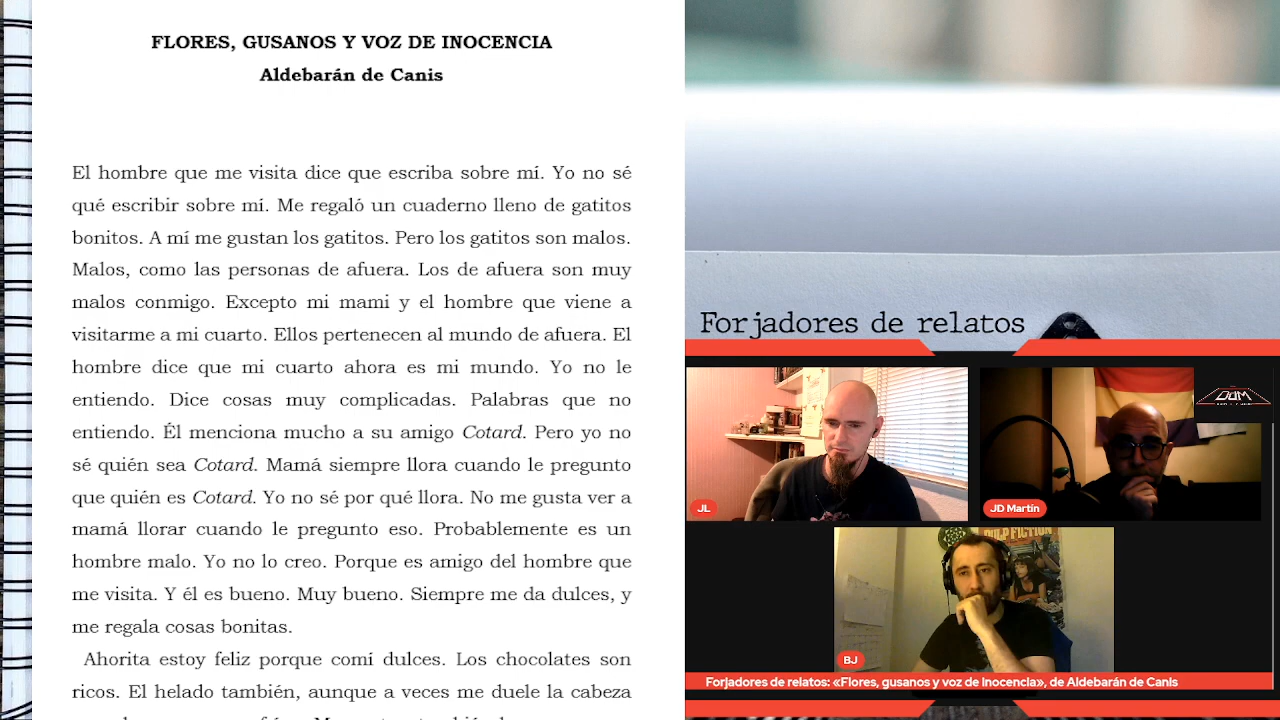 FLORES, GUSANOS Y VOZ DE INOCENCIA
Aldebarán de Canis
El hombre que me visita dice que escriba sobre mí. Yo no sé
qué escribir sobre mí. Me regaló un cuaderno lleno de gatitos
bonitos. A mí me gustan los gatitos. Pero los gatitos son malos.
Malos, como las personas de afuera. Los de afuera son muy
malos conmigo. Excepto mi mami y el hombre que viene a
visitarme a mi cuarto. Ellos pertenecen al mundo de afuera. El
hombre dice que mi cuarto ahora es mi mundo. Yo no le
entiendo. Dice cosas muy complicadas. Palabras que no
entiendo. Él menciona mucho a su amigo Cotard. Pero yo no
sé quién sea Cotard. Mamá siempre llora cuando le pregunto
que quién es Cotard. Yo no sé por qué llora. No me gusta ver a
mamá llorar cuando le pregunto eso. Probablemente es un
hombre malo. Yo no lo creo. Porque es amigo del hombre que
me visita. Y él es bueno. Muy bueno. Siempre me da dulces, y
me regala cosas bonitas.
Ahorita estoy feliz porque comí dulces. Los chocolates son
ricos. El helado también, aunque a veces me duele la cabeza
Forjadores de relatos
JL
JD Martín
PULP FICTION
BJ
Forjadores de relatos: «Flores, gusanos y voz de inocencia», de Aldebarán de Canis